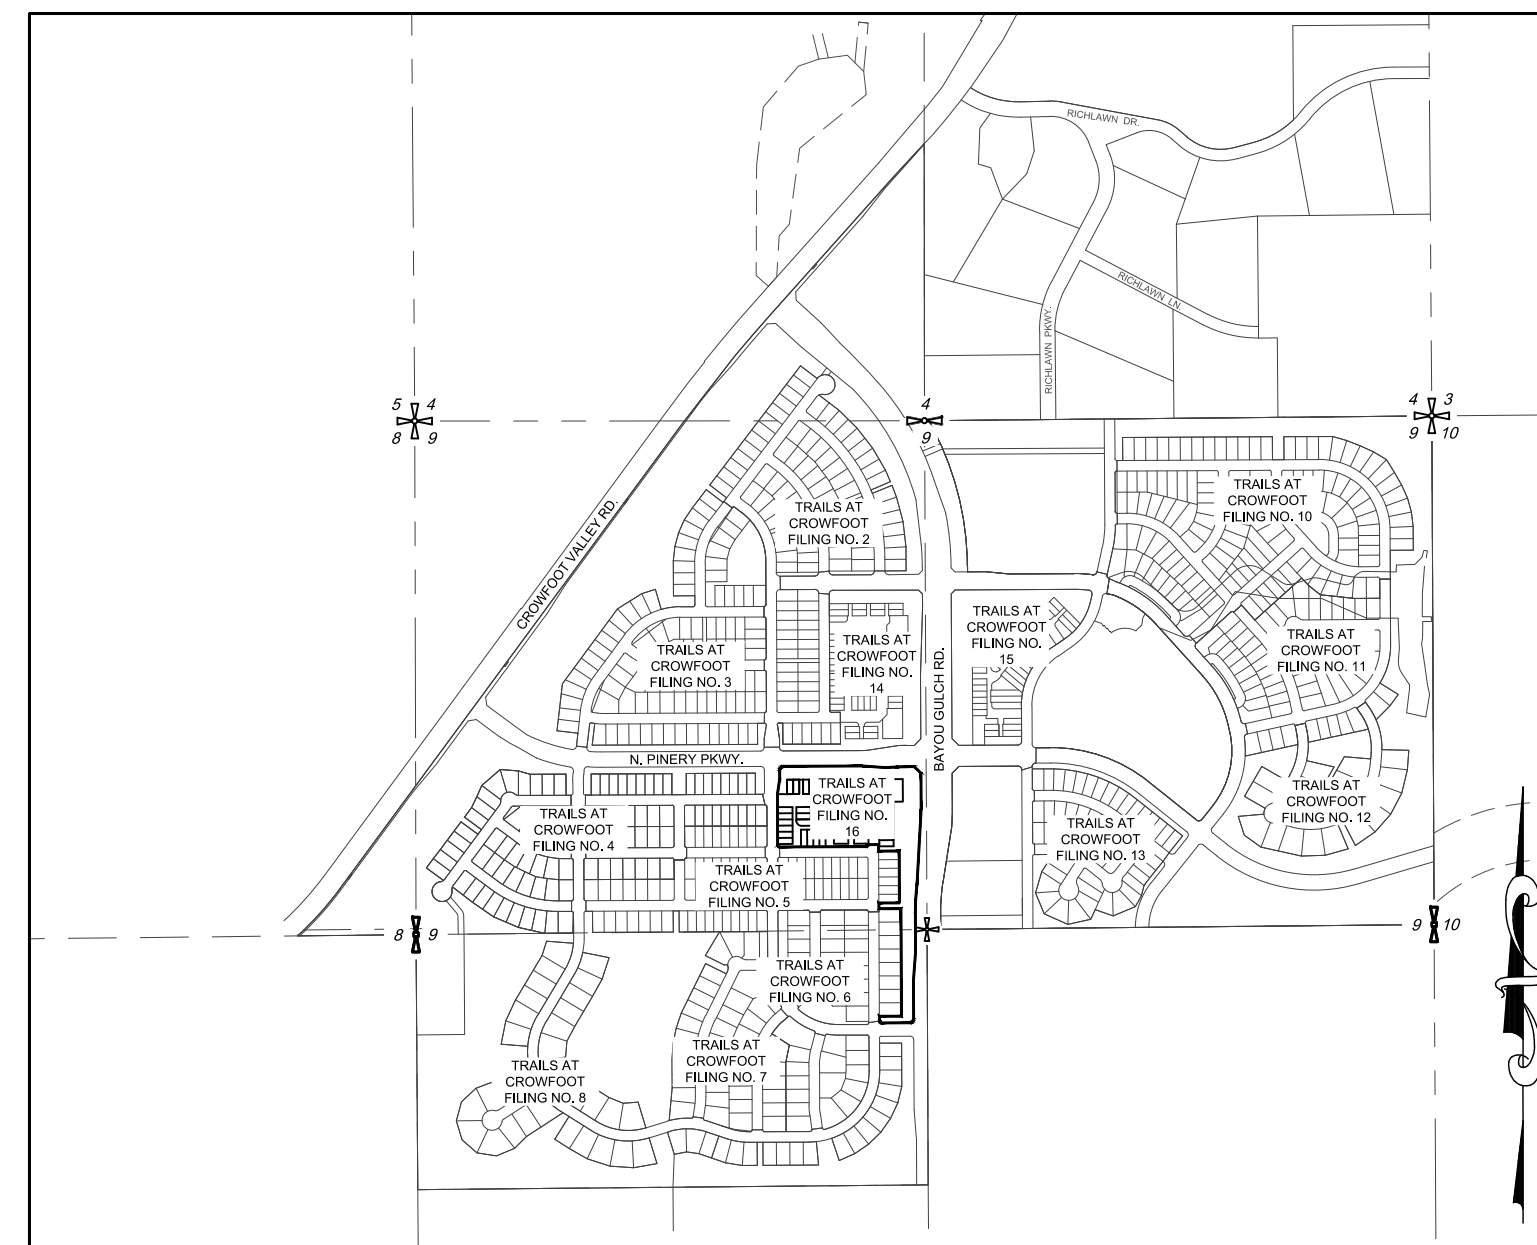 RICHLAWN DR.
RICHLAWN LN.
RICHLAWN PKWY.
5 4
8 9
4
9
4 3
9 10
CROWFOOT VALLEY RD.
TRAILS AT
CROWFOOT
FILING NO. 2
TRAILS AT
CROWFOOT
FILING NO. 10
TRAILS AT
CROWFOOT
FILING NO. 3
TRAILS AT
CROWFOOT
FILING NO.
14
TRAILS AT
CROWFOOT
FILING NO.
15
TRAILS AT
CROWFOOT
FILING NO. 11
BAYOU GULCH RD.
N. PINERY PKWY.
TRAILS AT
CROWFOOT
FILING NO. 4
TRAILS AT
CROWFOOT
FILING NO.
16
TRAILS AT
CROWFOOT
FILING NO. 13
TRAILS AT
CROWFOOT
FILING NO. 12
TRAILS AT
CROWFOOT
FILING NO. 5
8 9
9 10
TRAILS AT
CROWFOOT
FILING NO. 6
TRAILS AT
CROWFOOT
FILING NO. 7
TRAILS AT
CROWFOOT
FILING NO. 8